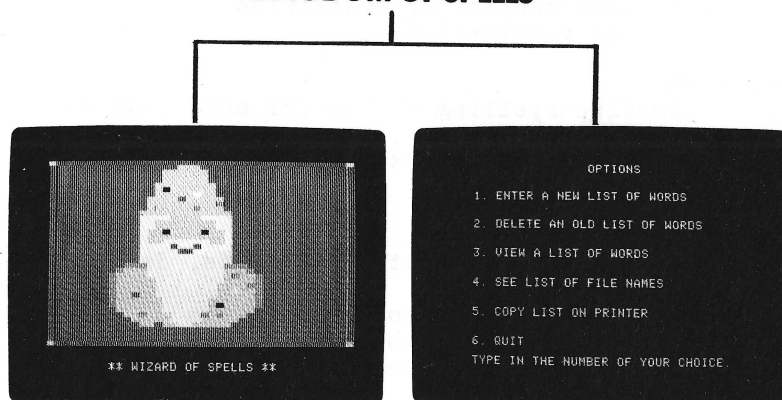 OF SPELLS
** WIZARD OF SPELLS **
OPTIONS
1. ENTER A NEW LIST OF WORDS
2. DELETE AN OLD LIST OF WORDS
3. VIEW A LIST OF WORDS
4. SEE LIST OF FILE NAMES
5. COPY LIST ON PRINTER
6. QUIT
TYPE IN THE NUMBER OF YOUR CHOICE.